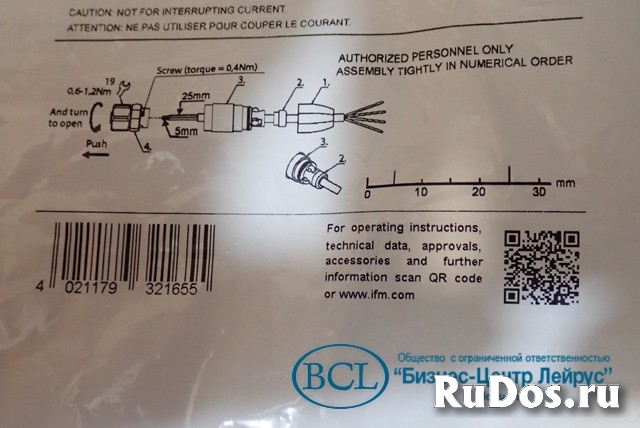 CAUTION: NOT FOR INTERRUPTING CURRENT.
ATTENTION: NE PAS UTILISER POUR COUPER LE COURANT.
AUTHORIZED PERSONNEL ONLY
ASSEMBLY TIGHTLY IN NUMERICAL ORDER
Screw (torque = 0,4Nm)
19
0,6-1,2Nm
25mm
3.
2.
1.
And turn
to open
5mm
4.
Push
3.
2.
0 10 20 30 mm
For operating instructions,
technical data, approvals,
accessories and further
information scan QR code
or www.ifm.com
4 021179 321655
BCL
Общество с ограниченной ответственностью
"Бизнес-Центр Лейрус"
RuDos.ru